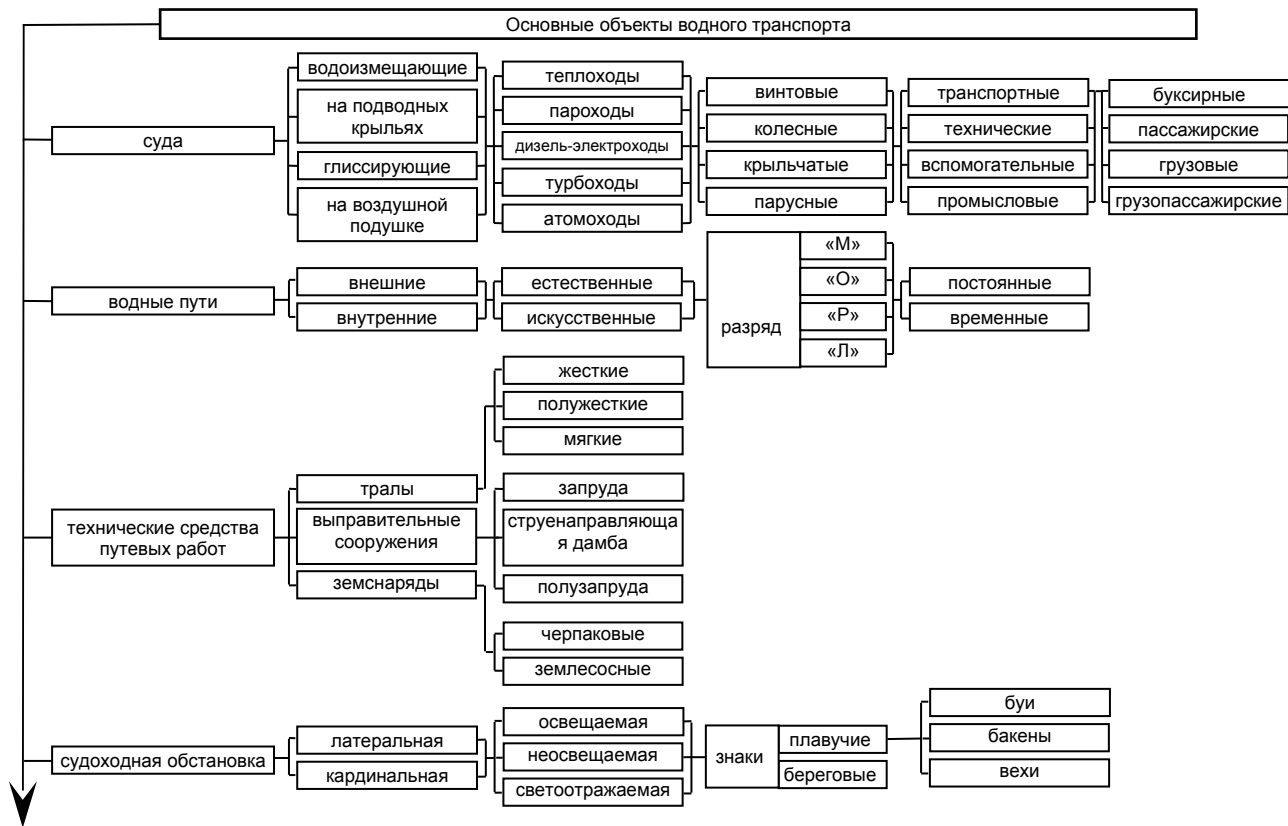 Основные объекты водного транспорта
суда
водоизмещающие
на подводных
крыльях
глиссирующие
на воздушной
подушке
теплоходы
пароходы
дизель-электроходы
турбоходы
атомоходы
винтовые
колесные
крыльчатые
парусные
транспортные
технические
вспомогательные
промысловые
буксирные
пассажирские
грузовые
грузопассажирские
водные пути
внешние
внутренние
естественные
искусственные
разряд
«М»
«О»
«Р»
«Л»
постоянные
временные
технические средства
путевых работ
тралы
выправительные
сооружения
земснаряды
жесткие
полужесткие
мягкие
запруда
струенаправляюща
я дамба
полузапруда
черпаковые
землесосные
судоходная обстановка
латеральная
кардинальная
освещаемая
неосвещаемая
светоотражаемая
знаки
плавучие
береговые
буи
бакены
вехи